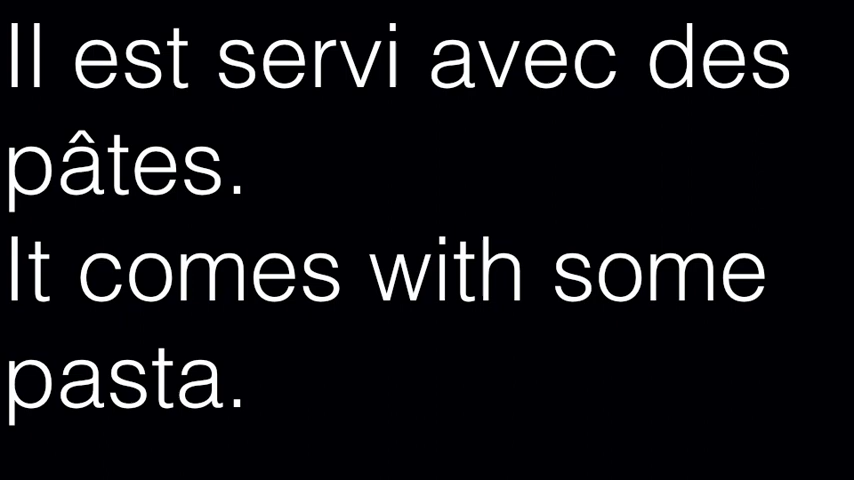 Il est servi avec des
pâtes.
It comes with some
pasta.